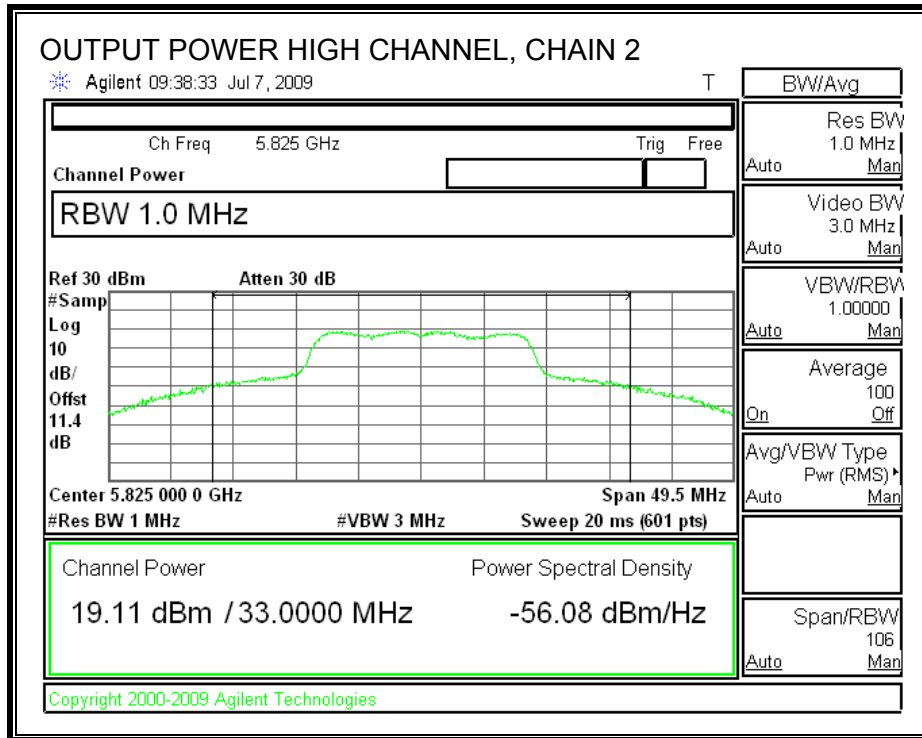 OUTPUT POWER HIGH CHANNEL, CHAIN 2
Agilent 09:38:33 Jul 7, 2009 T
Ch Freq 5.825 GHz Trig Free
Channel Power
RBW 1.0 MHz
Ref 30 dBm Atten 30 dB
#Samp
Log
10
dB/
Offst
11.4
dB
Center 5.825 000 0 GHz Span 49.5 MHz
#Res BW 1 MHz #VBW 3 MHz Sweep 20 ms (601 pts)
Channel Power Power Spectral Density
19.11 dBm / 33.0000 MHz -56.08 dBm/Hz
Copyright 2000-2009 Agilent Technologies
BW/Avg
Res BW
1.0 MHz
Auto Man
Video BW
3.0 MHz
Auto Man
VBW/RBW
1.00000
Auto Man
Average
100
On Off
Avg/VBW Type
Pwr (RMS)
Auto Man
Span/RBW
106
Auto Man